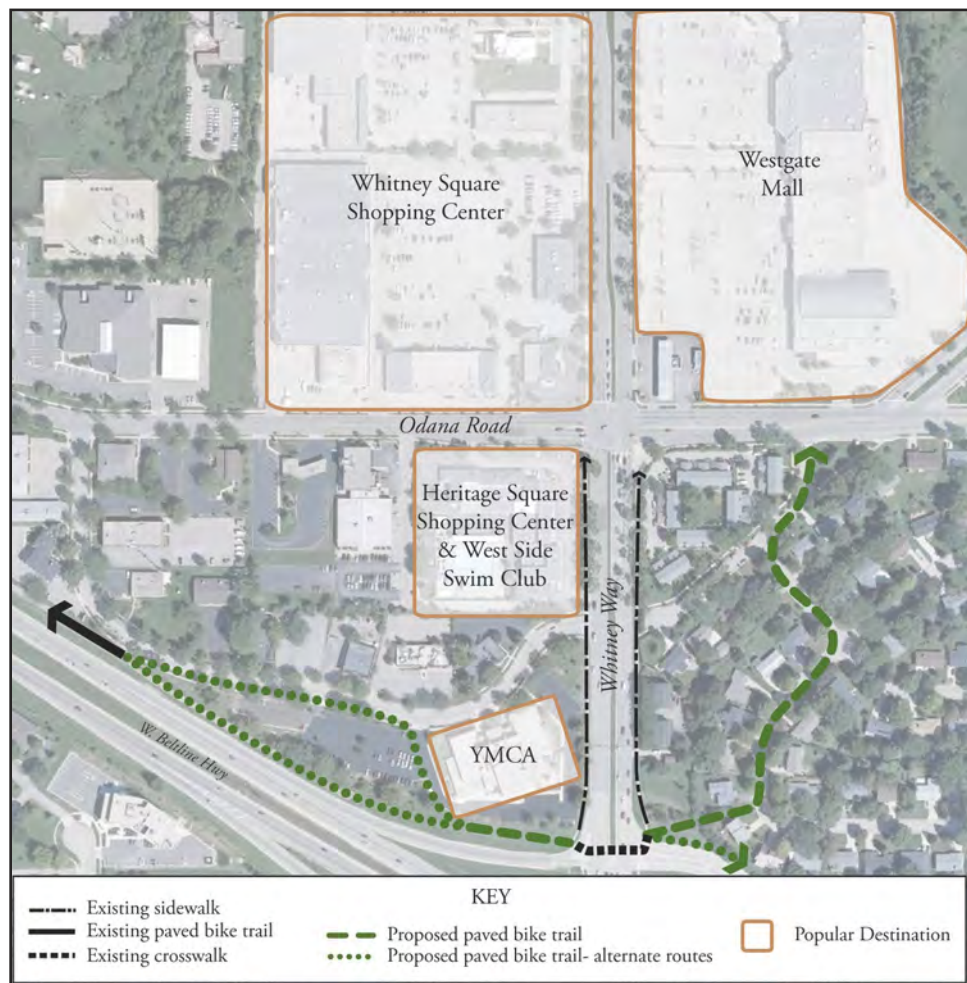 Whitney Square
Shopping Center
Westgate
Mall
Odana Road
Heritage Square
Shopping Center
& West Side
Swim Club
Whitney Way
YMCA
W. Beltline Hwy
KEY
Existing sidewalk
Existing paved bike trail
Existing crosswalk
Proposed paved bike trail
Proposed paved bike trail- alternate routes
Popular Destination